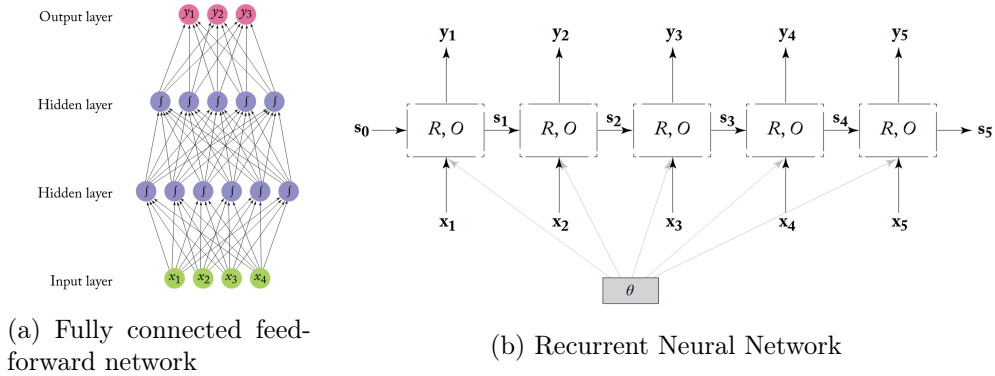 Output layer
y1 y2 y3
Hidden layer
∫ ∫ ∫ ∫ ∫
Hidden layer
∫ ∫ ∫ ∫ ∫ ∫
Input layer
x1 x2 x3 x4
(a) Fully connected feed-
forward network
y1 y2 y3 y4 y5
s0 R, O s1 R, O s2 R, O s3 R, O s4 R, O s5
x1 x2 x3 x4 x5
θ
(b) Recurrent Neural Network